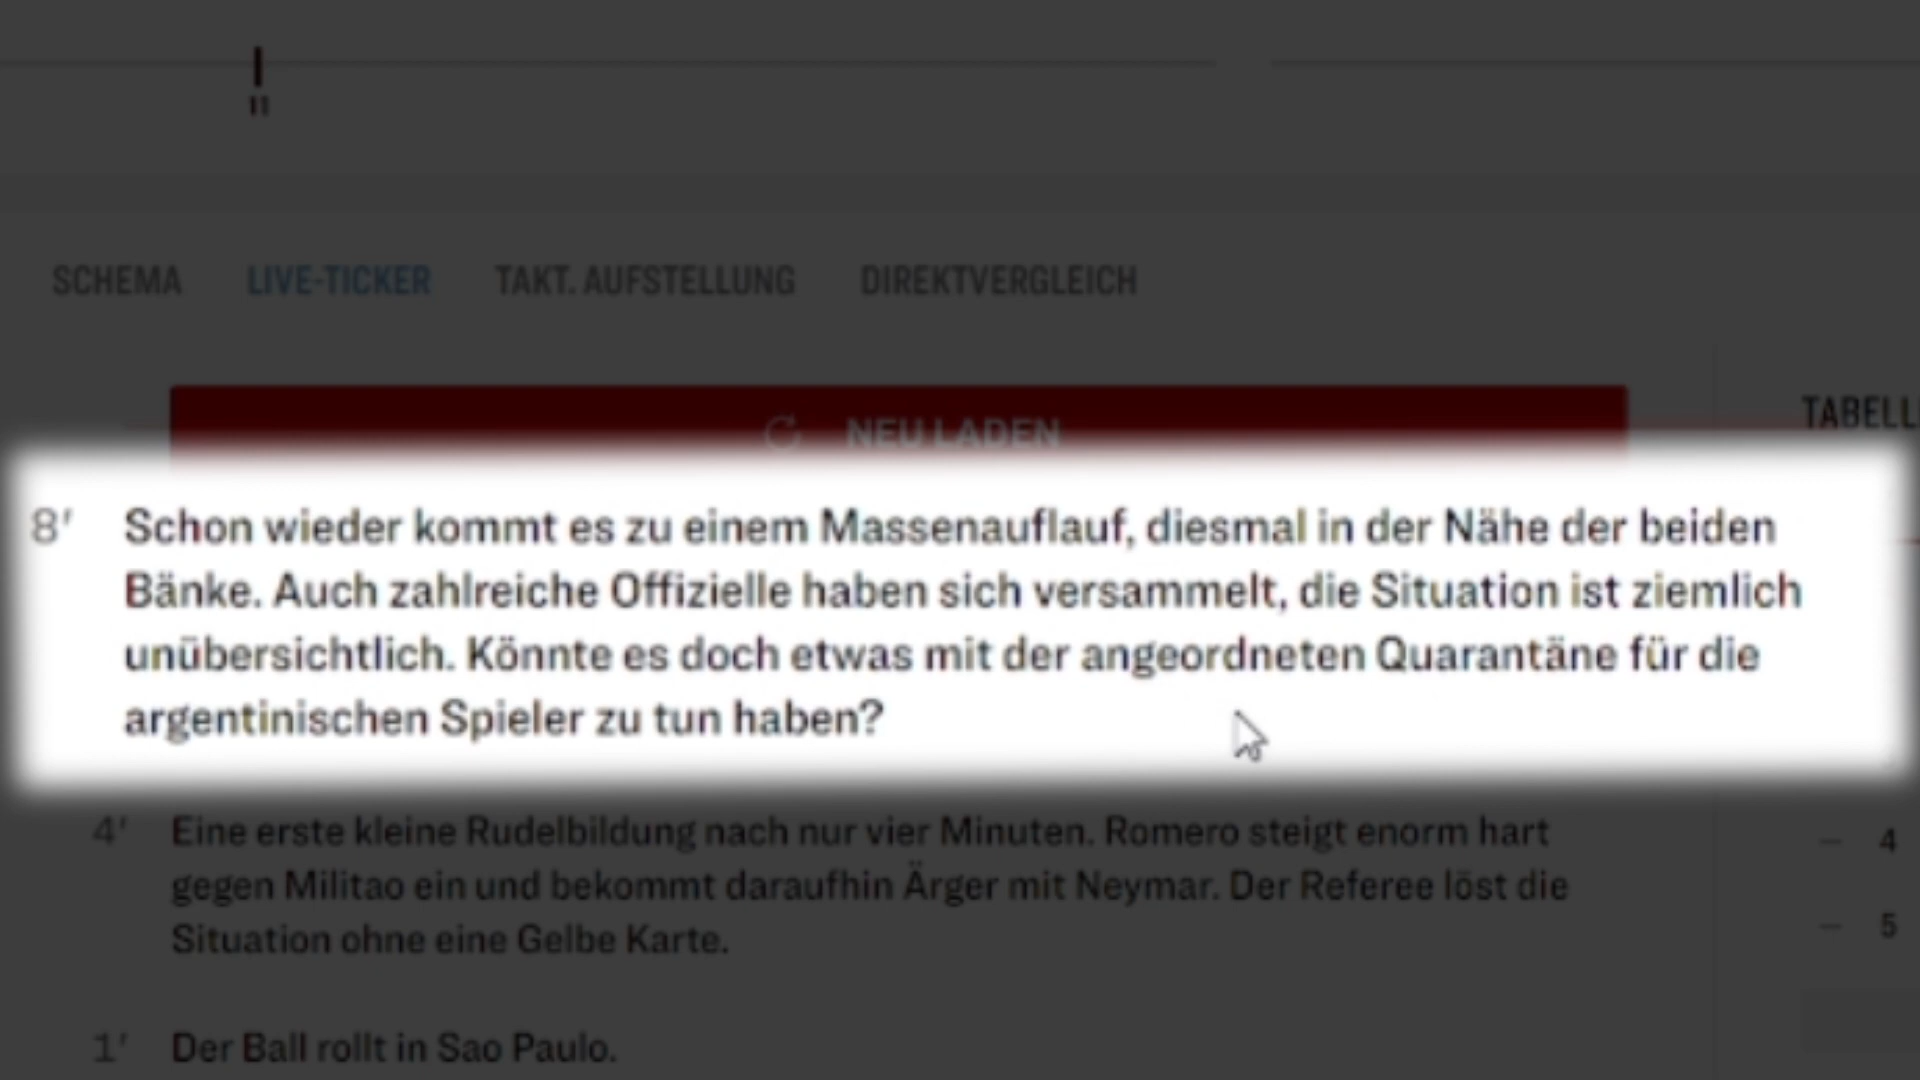 11
SCHEMA LIVE-TICKER TAKT. AUFSTELLUNG DIREKTVERGLEICH
NEU LADEN
TABELL
8' Schon wieder kommt es zu einem Massenauflauf, diesmal in der Nähe der beiden
Bänke. Auch zahlreiche Offizielle haben sich versammelt, die Situation ist ziemlich
unübersichtlich. Könnte es doch etwas mit der angeordneten Quarantäne für die
argentinischen Spieler zu tun haben?
4' Eine erste kleine Rudelbildung nach nur vier Minuten. Romero steigt enorm hart
gegen Militao ein und bekommt daraufhin Ärger mit Neymar. Der Referee löst die
Situation ohne eine Gelbe Karte.
– 4
– 5
1' Der Ball rollt in Sao Paulo.